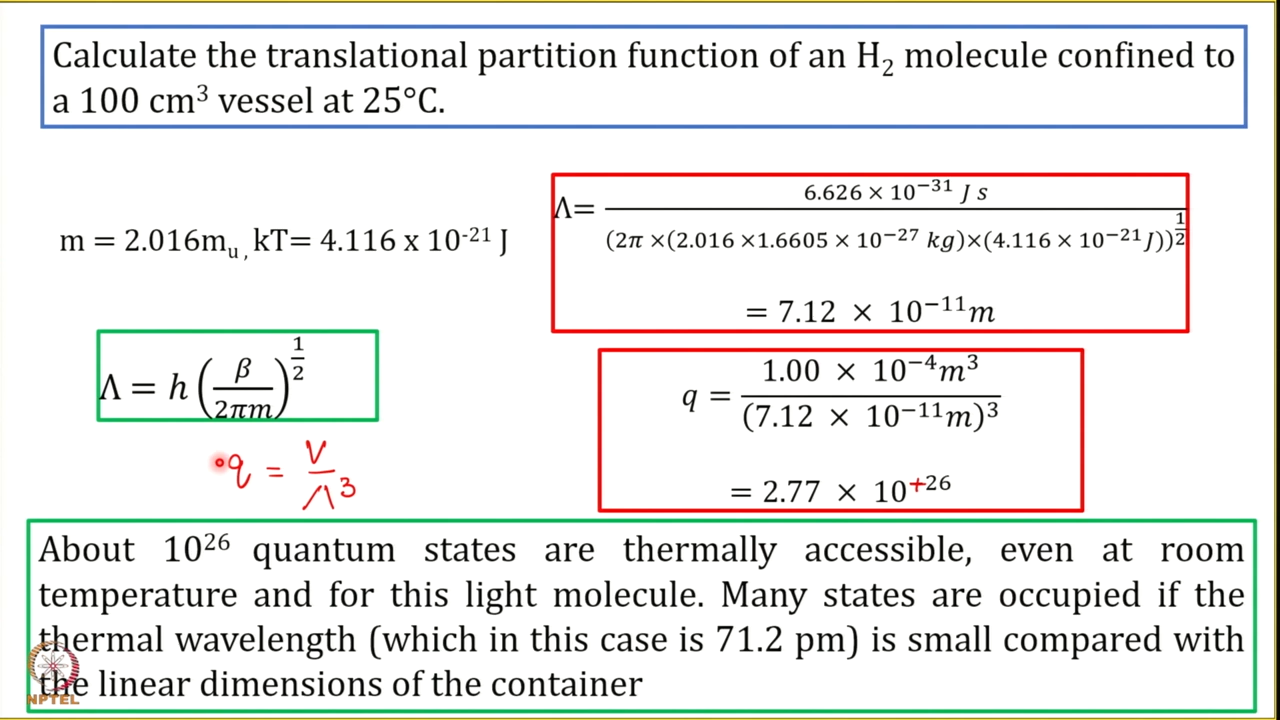 Calculate the translational partition function of an H₂ molecule confined to
a 100 cm³ vessel at 25°C.
m = 2.016mᵤ , kT= 4.116 x 10⁻²¹ J
Λ= 6.626 × 10⁻³¹ J s / (2π ×(2.016 ×1.6605 × 10⁻²⁷ kg)×(4.116 × 10⁻²¹J))^(1/2)
= 7.12 × 10⁻¹¹m
Λ = h (β / 2πm)^(1/2)
q = V / Λ³
q = 1.00 × 10⁻⁴m³ / (7.12 × 10⁻¹¹m)³
= 2.77 × 10⁺²⁶
About 10²⁶ quantum states are thermally accessible, even at room
temperature and for this light molecule. Many states are occupied if the
thermal wavelength (which in this case is 71.2 pm) is small compared with
the linear dimensions of the container
NPTEL